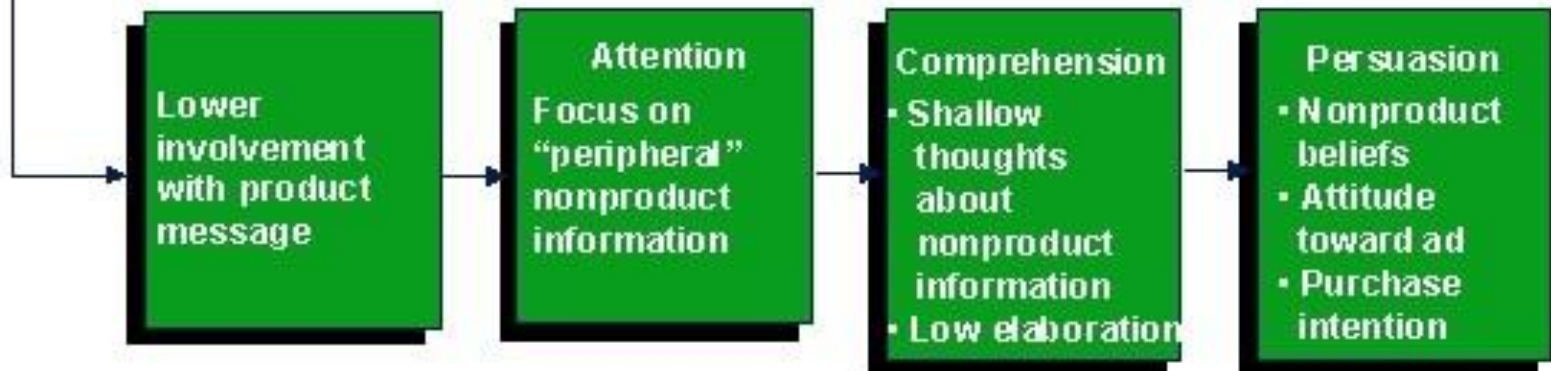 Lower
involvement
with product
message
Attention
Focus on
“peripheral”
nonproduct
information
Comprehension
▪ Shallow
thoughts
about
nonproduct
information
▪ Low elaboration
Persuasion
▪ Nonproduct
beliefs
▪ Attitude
toward ad
▪ Purchase
intention